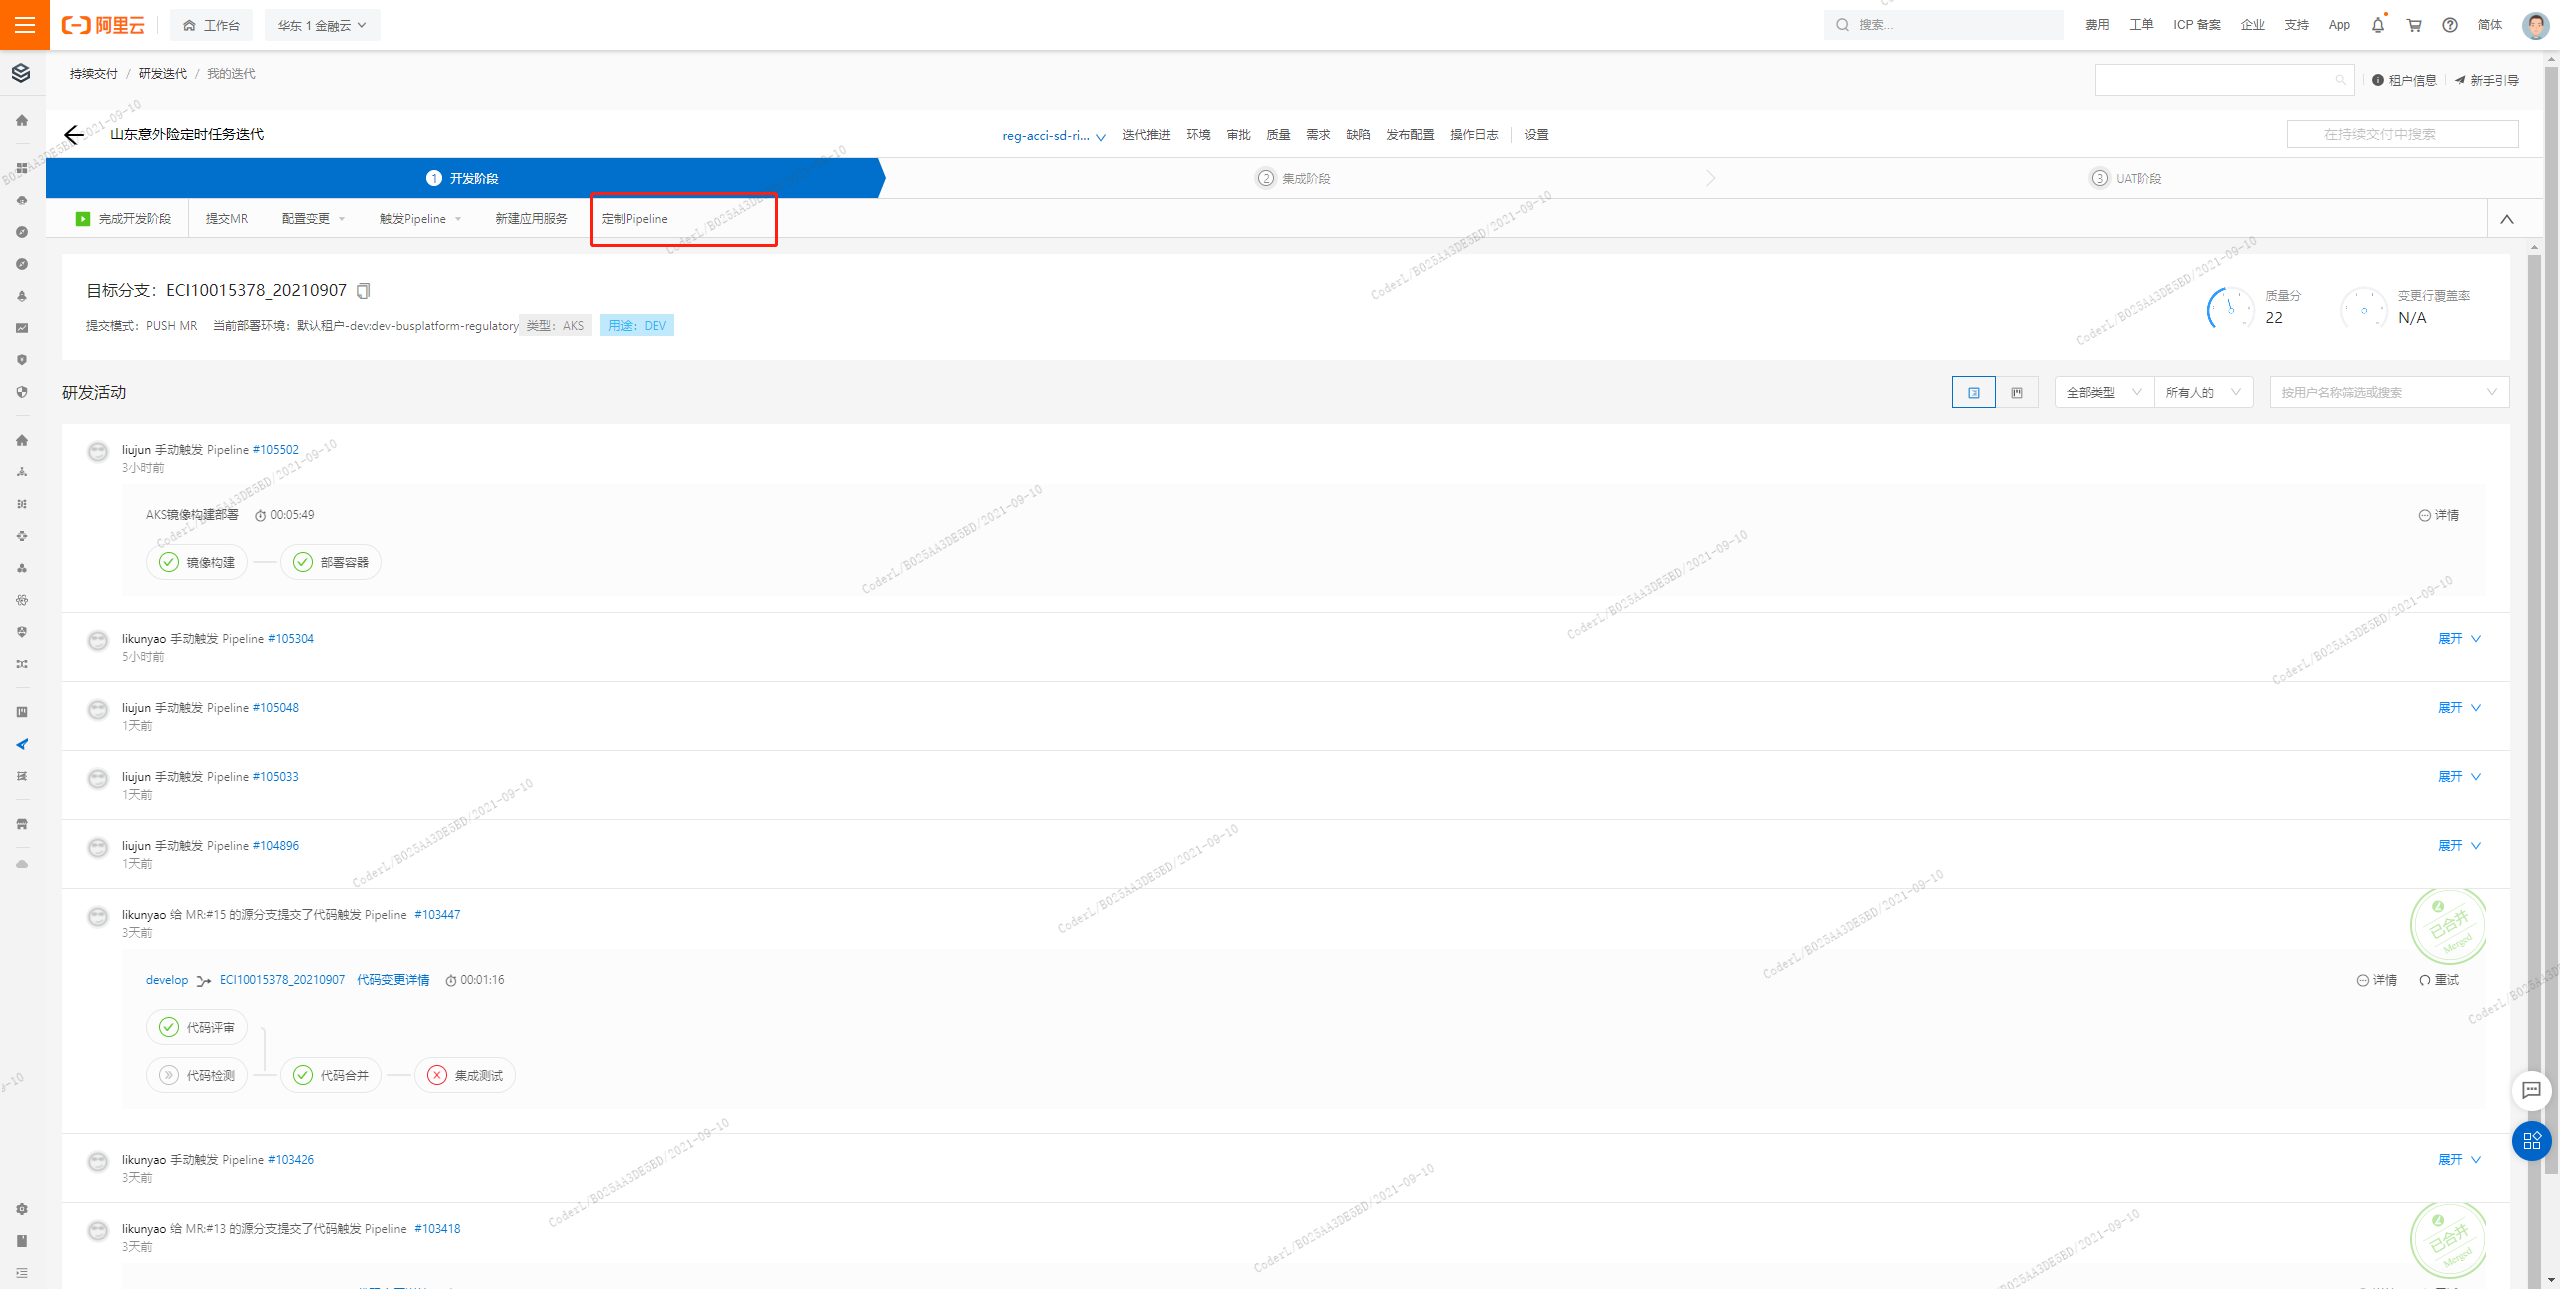 阿里云 工作台 华东 1 金融云 搜索... 费用 工单 ICP 备案 企业 支持 App 简体
持续交付 / 研发迭代 / 我的迭代 租户信息 新手引导
山东意外险定时任务迭代 reg-acci-sd-ri... 迭代推进 环境 审批 质量 需求 缺陷 发布配置 操作日志 设置 在持续交付中搜索
1 开发阶段 2 集成阶段 3 UAT阶段
完成开发阶段 提交MR 配置变更 触发Pipeline 新建应用服务 定制Pipeline
目标分支：ECI10015378_20210907
提交模式：PUSH MR 当前部署环境：默认租户-dev:dev-busplatform-regulatory 类型：AKS 用途：DEV
质量分 22 变更行覆盖率 N/A
研发活动 全部类型 所有人的 按用户名称筛选或搜索
liujun 手动触发 Pipeline #105502
3小时前
AKS镜像构建部署 00:05:49 详情
镜像构建 部署容器
likunyao 手动触发 Pipeline #105304 展开
5小时前
liujun 手动触发 Pipeline #105048 展开
1天前
liujun 手动触发 Pipeline #105033 展开
1天前
liujun 手动触发 Pipeline #104896 展开
1天前
likunyao 给 MR:#15 的源分支提交了代码触发 Pipeline #103447 已合并 Merged
3天前
develop ECI10015378_20210907 代码变更详情 00:01:16 详情 重试
代码评审
代码检测 代码合并 集成测试
likunyao 手动触发 Pipeline #103426 展开
3天前
likunyao 给 MR:#13 的源分支提交了代码触发 Pipeline #103418 已合并 Merged
3天前
CoderL/B025AA3DE5BD/2021-09-10